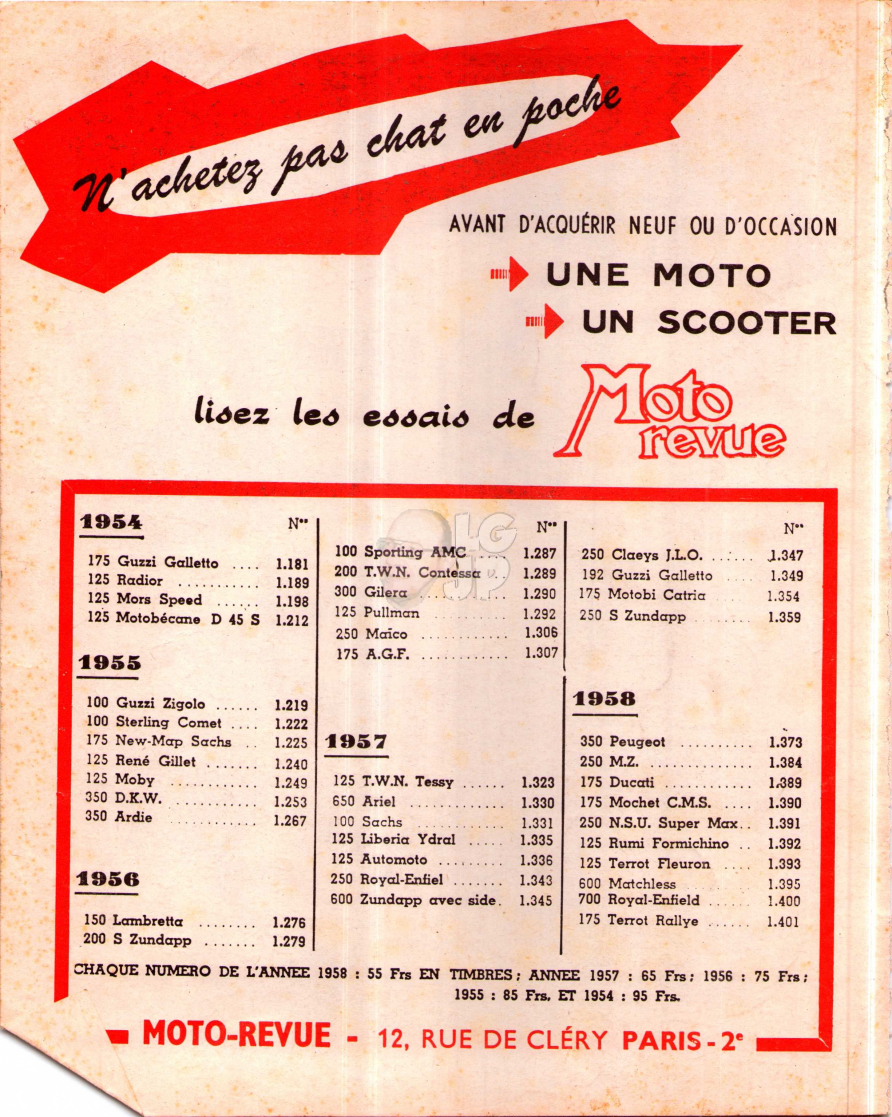 N'achetez pas chat en poche
AVANT D'ACQUÉRIR NEUF OU D'OCCASION
UNE MOTO
UN SCOOTER
lisez les essais de Moto revue
1954 Nos
175 Guzzi Galletto .... 1.181
125 Radior ........... 1.189
125 Mors Speed ...... 1.198
125 Motobécane D 45 S 1.212
1955
100 Guzzi Zigolo ...... 1.219
100 Sterling Comet .... 1.222
175 New-Map Sachs .. 1.225
125 René Gillet ....... 1.240
125 Moby ............ 1.249
350 D.K.W. ............ 1.253
350 Ardie ............ 1.267
1956
150 Lambretta ........ 1.276
200 S Zundapp ....... 1.279
Nos
100 Sporting AMC .... 1.287
200 T.W.N. Contessa .. 1.289
300 Gilera ............ 1.290
125 Pullman .......... 1.292
250 Maïco ............ 1.306
175 A.G.F. ............ 1.307
1957
125 T.W.N. Tessy ...... 1.323
650 Ariel ............. 1.330
100 Sachs ............ 1.331
125 Liberia Ydral ..... 1.335
125 Automoto ......... 1.336
250 Royal-Enfiel ....... 1.343
600 Zundapp avec side. 1.345
Nos
250 Claeys J.L.O. ...... 1.347
192 Guzzi Galletto ..... 1.349
175 Motobi Catria .... 1.354
250 S Zundapp ........ 1.359
1958
350 Peugeot .......... 1.373
250 M.Z. .............. 1.384
175 Ducati ............ 1.389
175 Mochet C.M.S. .... 1.390
250 N.S.U. Super Max.. 1.391
125 Rumi Formichino .. 1.392
125 Terrot Fleuron .... 1.393
600 Matchless ........ 1.395
700 Royal-Enfield ..... 1.400
175 Terrot Rallye ...... 1.401
CHAQUE NUMERO DE L'ANNEE 1958 : 55 Frs EN TIMBRES ; ANNEE 1957 : 65 Frs ; 1956 : 75 Frs ;
1955 : 85 Frs, ET 1954 : 95 Frs.
MOTO-REVUE - 12, RUE DE CLÉRY PARIS - 2e
LG
JP